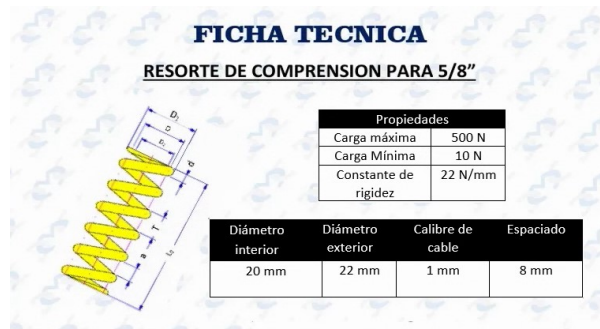 FICHA TECNICA
RESORTE DE COMPRENSION PARA 5/8”
Propiedades
Carga máxima 500 N
Carga Mínima 10 N
Constante de 22 N/mm
rigidez
Diámetro Diámetro Calibre de Espaciado
interior exterior cable
20 mm 22 mm 1 mm 8 mm
D
d
T
a